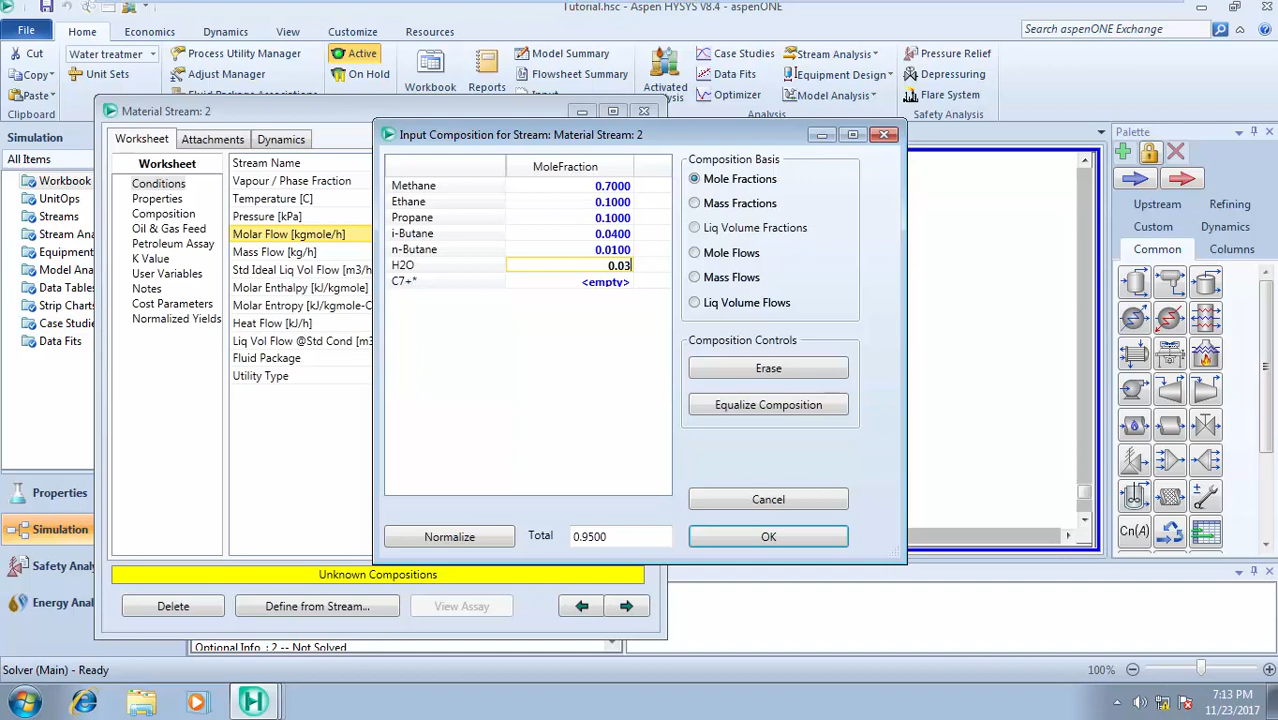 Tutorial.hsc - Aspen HYSYS V8.4 - aspenONE
File
Home
Economics
Dynamics
View
Customize
Resources
Search aspenONE Exchange
Cut
Copy
Paste
Clipboard
Water treatmer
Unit Sets
Process Utility Manager
Adjust Manager
Fluid Package Associations
Active
On Hold
Workbook
Reports
Model Summary
Flowsheet Summary
Input
Activated
Analysis
Case Studies
Data Fits
Optimizer
Stream Analysis
Equipment Design
Model Analysis
Analysis
Pressure Relief
Depressuring
Flare System
Safety Analysis
Simulation
All Items
Workbook
UnitOps
Streams
Stream Ana
Equipment
Model Anal
Data Tables
Strip Charts
Case Studie
Data Fits
Properties
Simulation
Safety Analy
Energy Analy
Material Stream: 2
Worksheet
Attachments
Dynamics
Worksheet
Conditions
Properties
Composition
Oil & Gas Feed
Petroleum Assay
K Value
User Variables
Notes
Cost Parameters
Normalized Yields
Stream Name
Vapour / Phase Fraction
Temperature [C]
Pressure [kPa]
Molar Flow [kgmole/h]
Mass Flow [kg/h]
Std Ideal Liq Vol Flow [m3/h
Molar Enthalpy [kJ/kgmole]
Molar Entropy [kJ/kgmole-C
Heat Flow [kJ/h]
Liq Vol Flow @Std Cond [m3
Fluid Package
Utility Type
Unknown Compositions
Delete
Define from Stream...
View Assay
Input Composition for Stream: Material Stream: 2
MoleFraction
Methane 0.7000
Ethane 0.1000
Propane 0.1000
i-Butane 0.0400
n-Butane 0.0100
H2O 0.03
C7+* <empty>
Normalize
Total 0.9500
Composition Basis
Mole Fractions
Mass Fractions
Liq Volume Fractions
Mole Flows
Mass Flows
Liq Volume Flows
Composition Controls
Erase
Equalize Composition
Cancel
OK
Palette
Upstream
Refining
Custom
Dynamics
Common
Columns
Cn(A)
Optional Info. : 2 -- Not Solved
Solver (Main) - Ready
100%
7:13 PM
11/23/2017